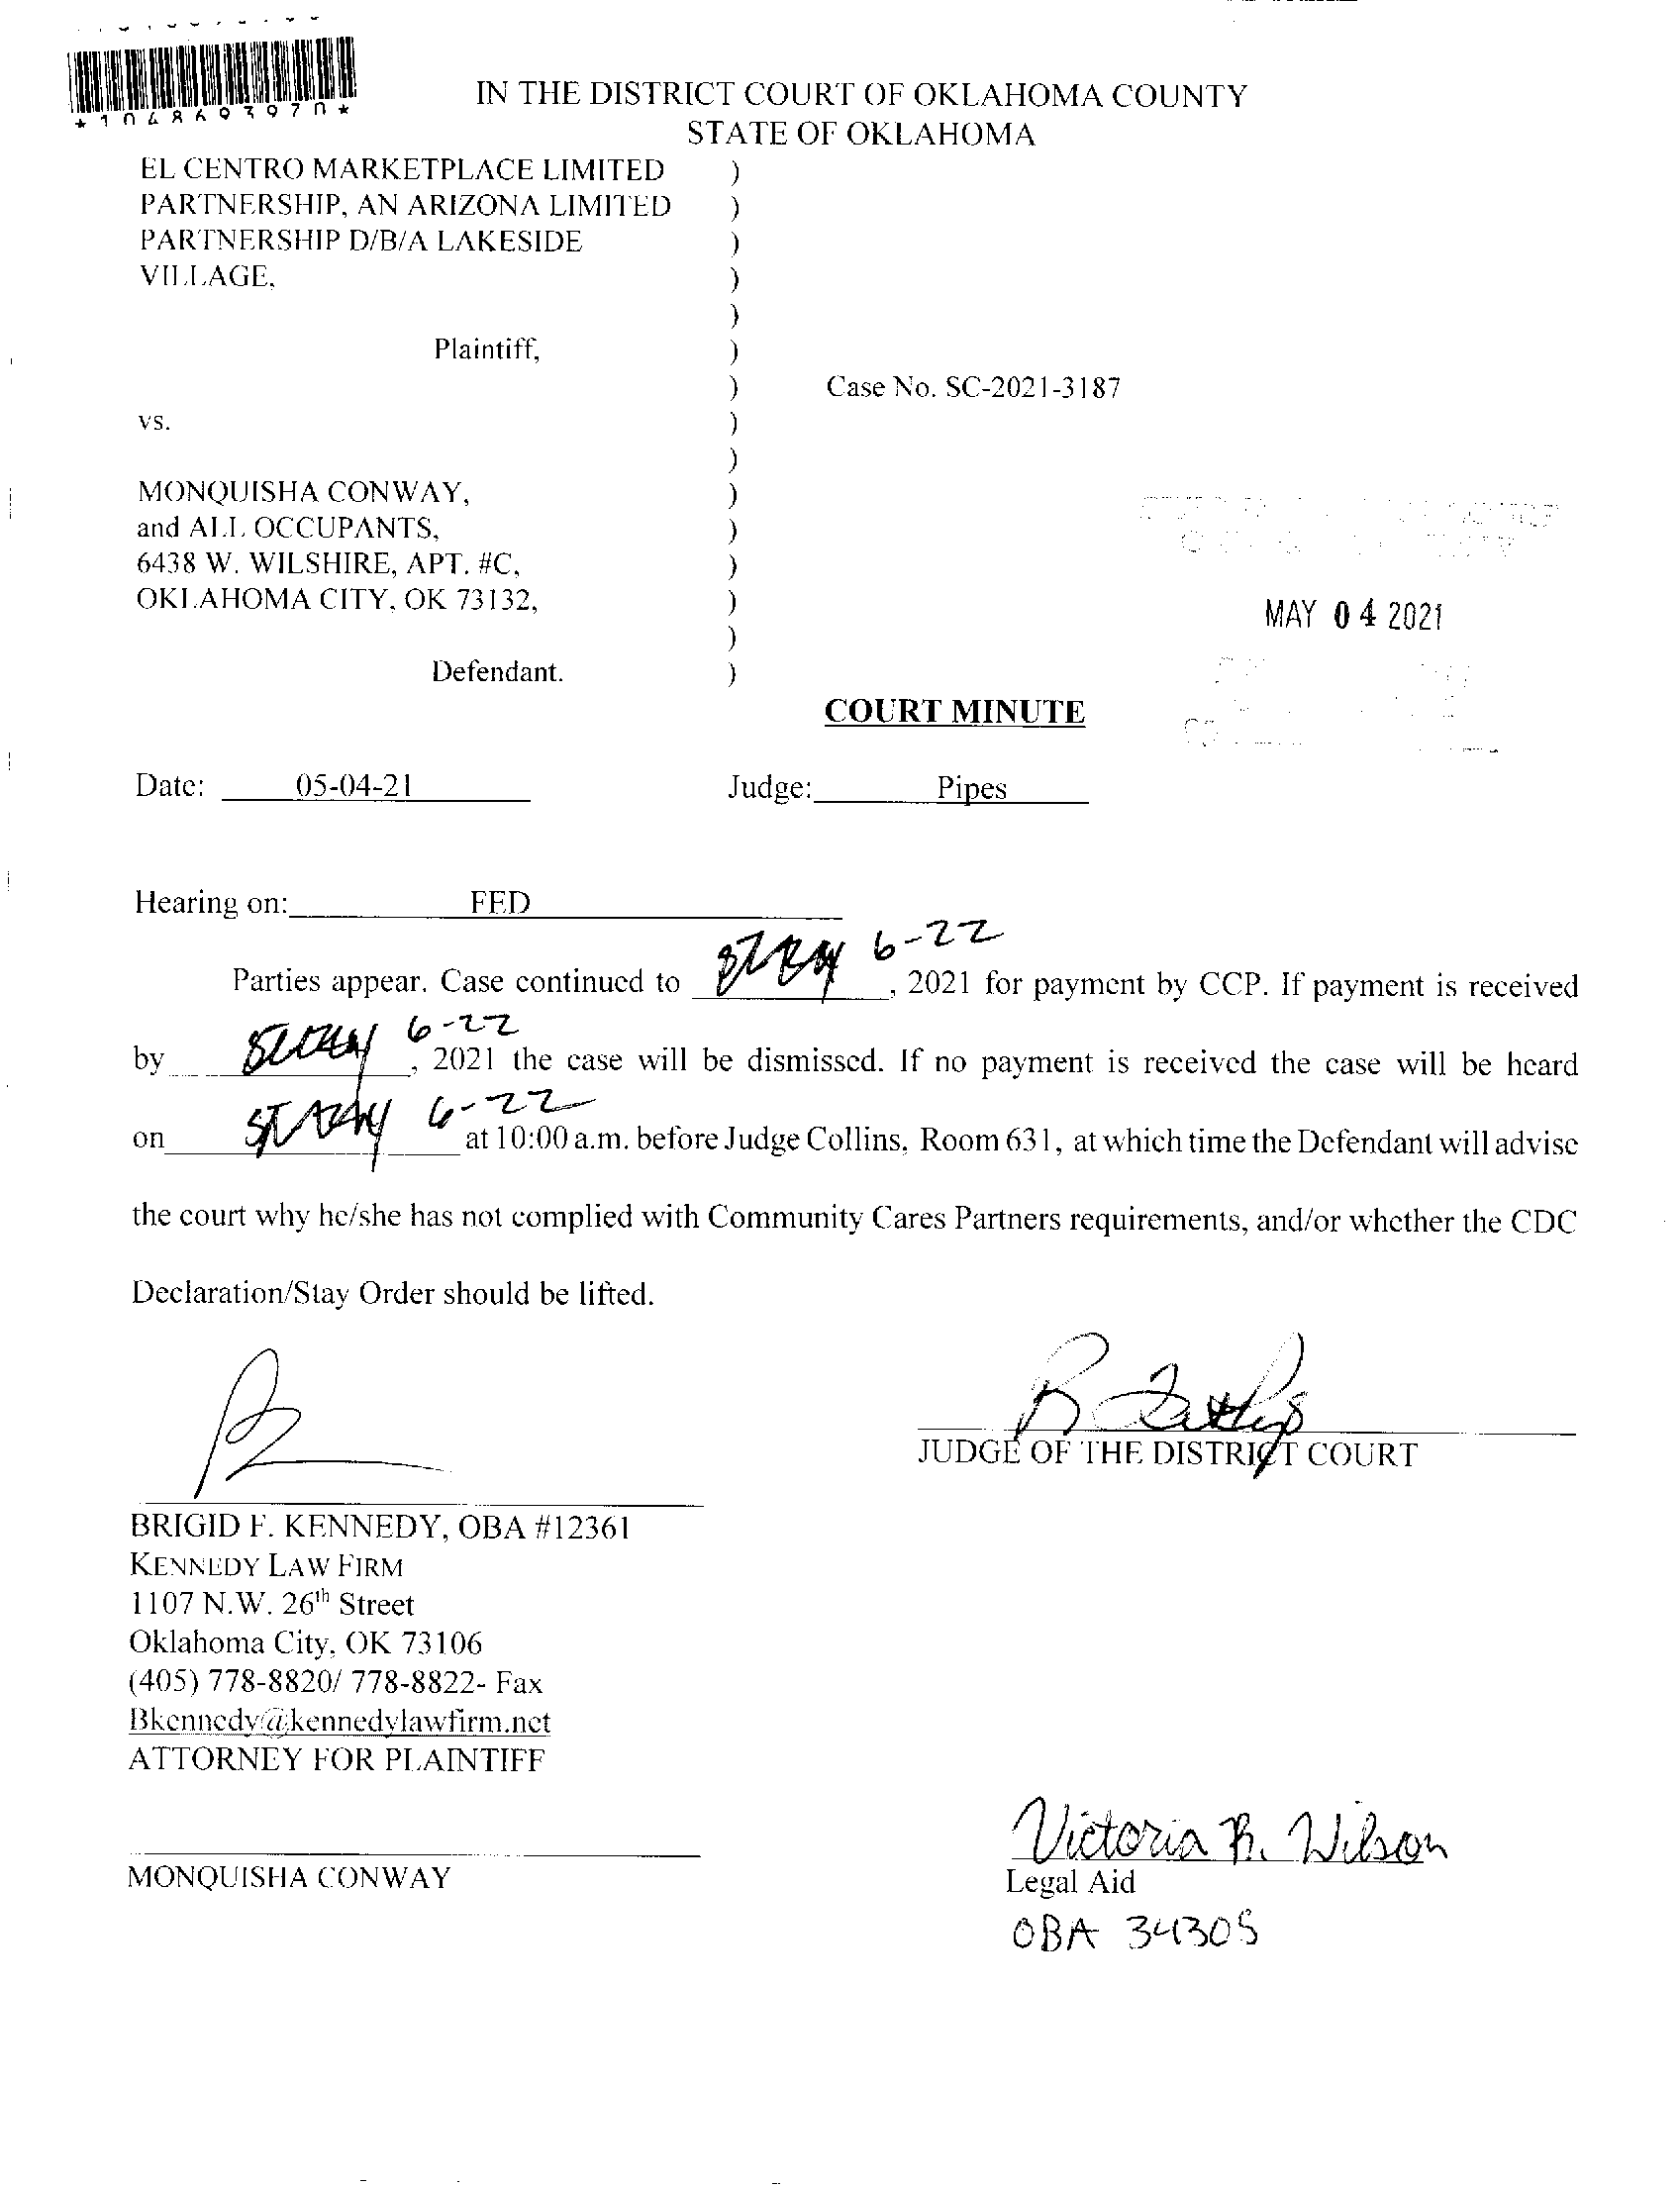 *1048693970*
IN THE DISTRICT COURT OF OKLAHOMA COUNTY
STATE OF OKLAHOMA
EL CENTRO MARKETPLACE LIMITED )
PARTNERSHIP, AN ARIZONA LIMITED )
PARTNERSHIP D/B/A LAKESIDE )
VILLAGE, )
)
Plaintiff, )
) Case No. SC-2021-3187
vs. )
)
MONQUISHA CONWAY, )
and ALL OCCUPANTS, )
6438 W. WILSHIRE, APT. #C, )
OKLAHOMA CITY, OK 73132, )
MAY 04 2021
)
Defendant. )
COURT MINUTE
Date: 05-04-21 Judge: Pipes
Hearing on: FED
Parties appear. Case continued to 6-22, 2021 for payment by CCP. If payment is received
by 6-22, 2021 the case will be dismissed. If no payment is received the case will be heard
on 6-22 at 10:00 a.m. before Judge Collins, Room 631, at which time the Defendant will advise
the court why he/she has not complied with Community Cares Partners requirements, and/or whether the CDC
Declaration/Stay Order should be lifted.
JUDGE OF THE DISTRICT COURT
BRIGID F. KENNEDY, OBA #12361
KENNEDY LAW FIRM
1107 N.W. 26th Street
Oklahoma City, OK 73106
(405) 778-8820/ 778-8822- Fax
Bkennedy@kennedylawfirm.net
ATTORNEY FOR PLAINTIFF
Victoria R. Wilson
MONQUISHA CONWAY Legal Aid
OBA 34305